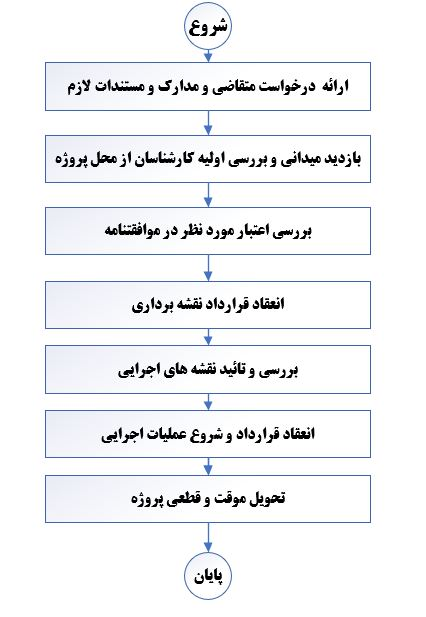 شروع
ارائه درخواست متقاضی و مدارک و مستندات لازم
بازدید میدانی و بررسی اولیه کارشناسان از محل پروژه
بررسی اعتبار مورد نظر در موافقتنامه
انعقاد قرارداد نقشه برداری
بررسی و تائید نقشه های اجرایی
انعقاد قرارداد و شروع عملیات اجرایی
تحویل موقت و قطعی پروژه
پایان